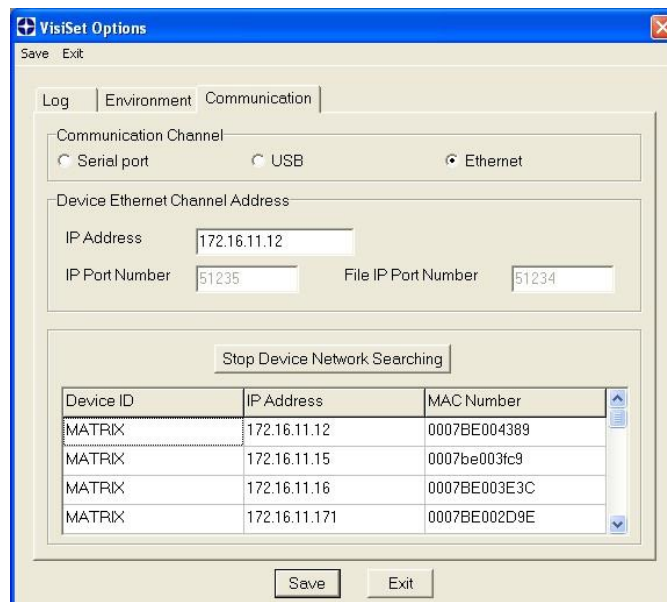 VisiSet Options
Save Exit
Log Environment Communication
Communication Channel
Serial port USB Ethernet
Device Ethernet Channel Address
IP Address 172.16.11.12
IP Port Number 51235 File IP Port Number 51234
Stop Device Network Searching
Device ID IP Address MAC Number
MATRIX 172.16.11.12 0007BE004389
MATRIX 172.16.11.15 0007be003fc9
MATRIX 172.16.11.16 0007BE003E3C
MATRIX 172.16.11.171 0007BE002D9E
Save Exit